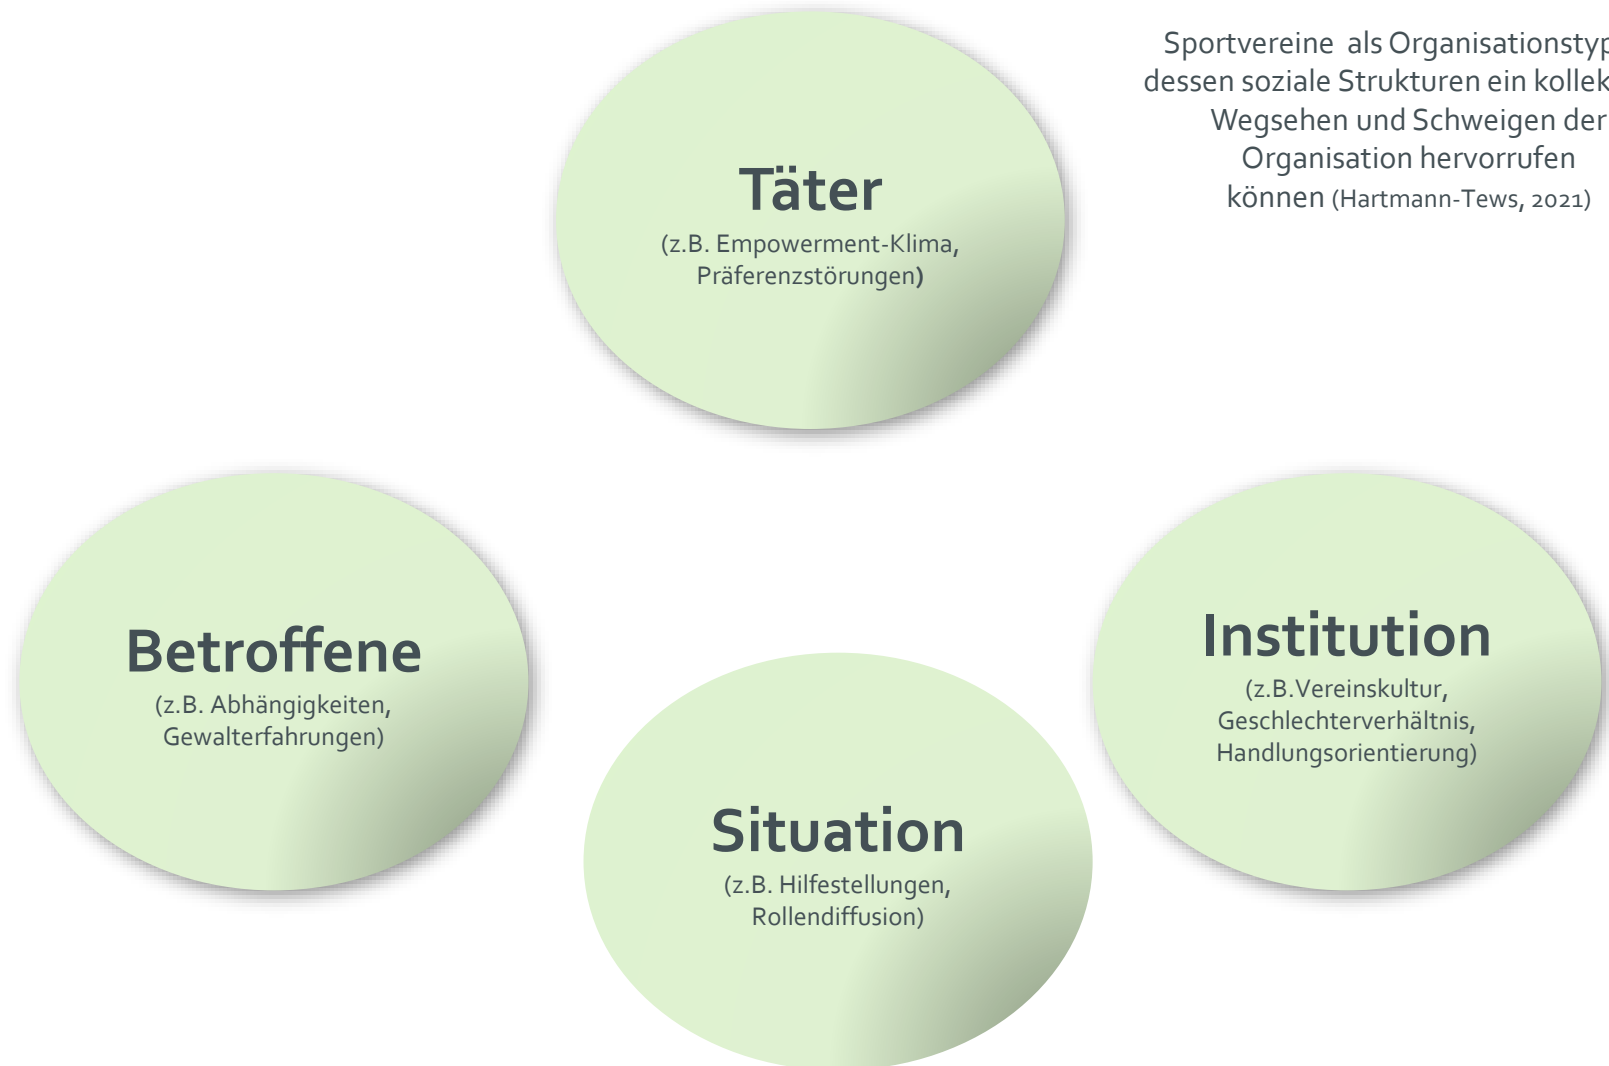 Sportvereine als Organisationstyp
dessen soziale Strukturen ein kollek
Wegsehen und Schweigen der
Organisation hervorrufen
können (Hartmann-Tews, 2021)
Täter
(z.B. Empowerment-Klima,
Präferenzstörungen)
Betroffene
(z.B. Abhängigkeiten,
Gewalterfahrungen)
Institution
(z.B.Vereinskultur,
Geschlechterverhältnis,
Handlungsorientierung)
Situation
(z.B. Hilfestellungen,
Rollendiffusion)